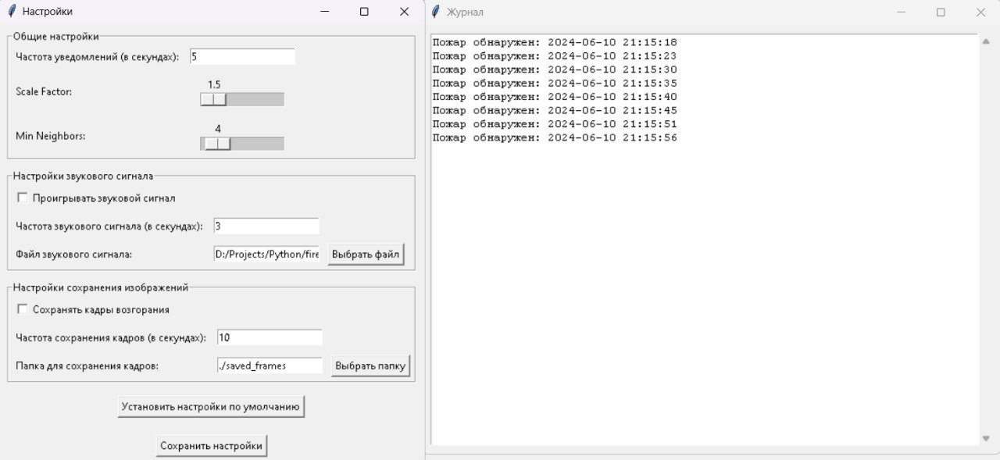 Настройки
Общие настройки
Частота уведомлений (в секундах): 5
1.5
Scale Factor:
4
Min Neighbors:
Настройки звукового сигнала
Проигрывать звуковой сигнал
Частота звукового сигнала (в секундах): 3
Файл звукового сигнала: D:/Projects/Python/fire Выбрать файл
Настройки сохранения изображений
Сохранять кадры возгорания
Частота сохранения кадров (в секундах): 10
Папка для сохранения кадров: ./saved_frames Выбрать папку
Установить настройки по умолчанию
Сохранить настройки
Журнал
Пожар обнаружен: 2024-06-10 21:15:18
Пожар обнаружен: 2024-06-10 21:15:23
Пожар обнаружен: 2024-06-10 21:15:30
Пожар обнаружен: 2024-06-10 21:15:35
Пожар обнаружен: 2024-06-10 21:15:40
Пожар обнаружен: 2024-06-10 21:15:45
Пожар обнаружен: 2024-06-10 21:15:51
Пожар обнаружен: 2024-06-10 21:15:56